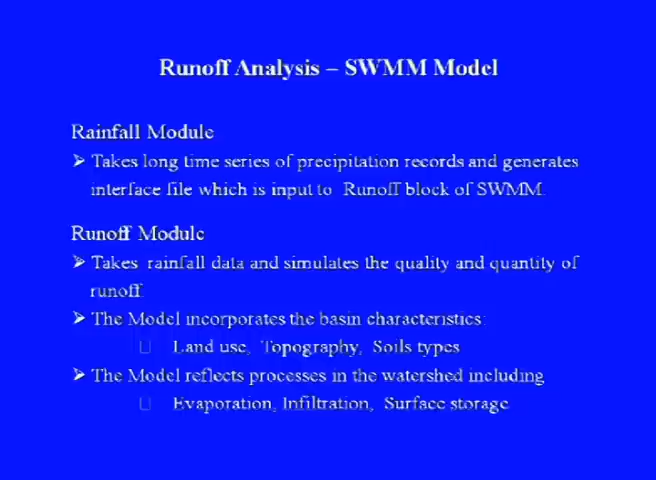 Runoff Analysis – SWMM Model
Rainfall Module
➤ Takes long time series of precipitation records and generates
interface file which is input to Runoff block of SWMM.
Runoff Module
➤ Takes rainfall data and simulates the quality and quantity of
runoff.
➤ The Model incorporates the basin characteristics:
Land use, Topography, Soils types
➤ The Model reflects processes in the watershed including
Evaporation, Infiltration, Surface storage